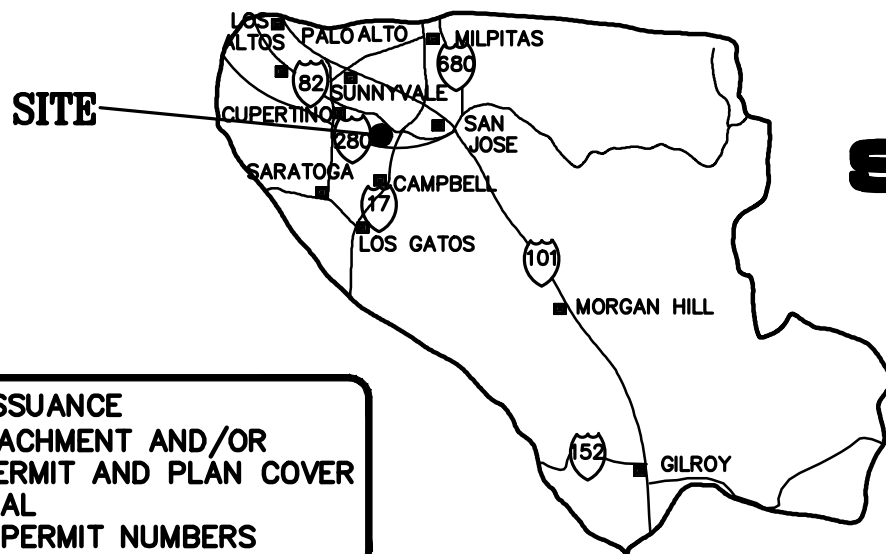 LOS
ALTOS
PALO ALTO
MILPITAS
82
680
SUNNYVALE
SITE
CUPERTINO
280
SAN
JOSE
SARATOGA
CAMPBELL
17
LOS GATOS
101
MORGAN HILL
152
GILROY
SSUANCE
ACHMENT AND/OR
ERMIT AND PLAN COVER
AL
PERMIT NUMBERS